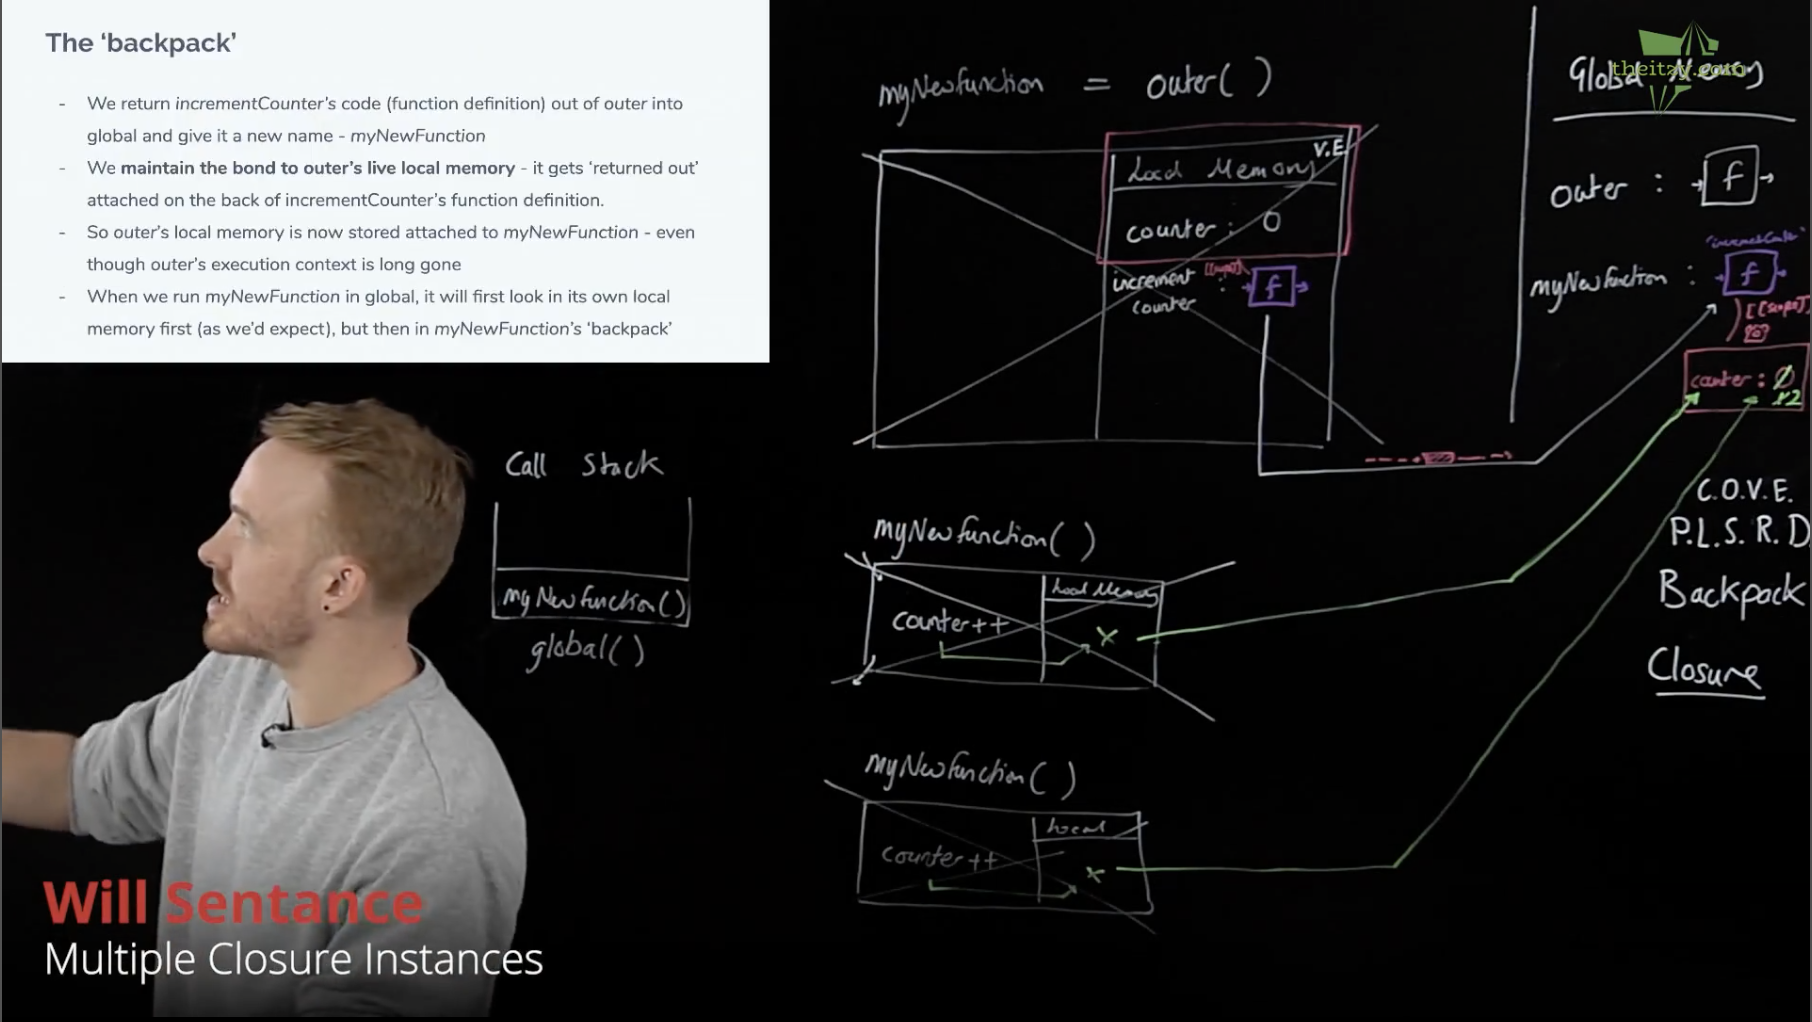 The ‘backpack’
- We return incrementCounter’s code (function definition) out of outer into
global and give it a new name - myNewFunction
- We maintain the bond to outer’s live local memory - it gets ‘returned out’
attached on the back of incrementCounter’s function definition.
- So outer’s local memory is now stored attached to myNewFunction - even
though outer’s execution context is long gone
- When we run myNewFunction in global, it will first look in its own local
memory first (as we’d expect), but then in myNewFunction’s ‘backpack’
myNewfunction = outer( )
V.E.
Local Memory
counter : 0
increment : f
counter
Global Memory
theitzy.com
outer : f
myNewfunction : f
[[scope]]
counter : 0
1 2
Call Stack
myNewfunction()
global()
myNewfunction( )
Local Memory
counter++
x
myNewfunction( )
Local
counter++
x
C.O.V.E.
P.L.S.R.D
Backpack
Closure
Will Sentance
Multiple Closure Instances